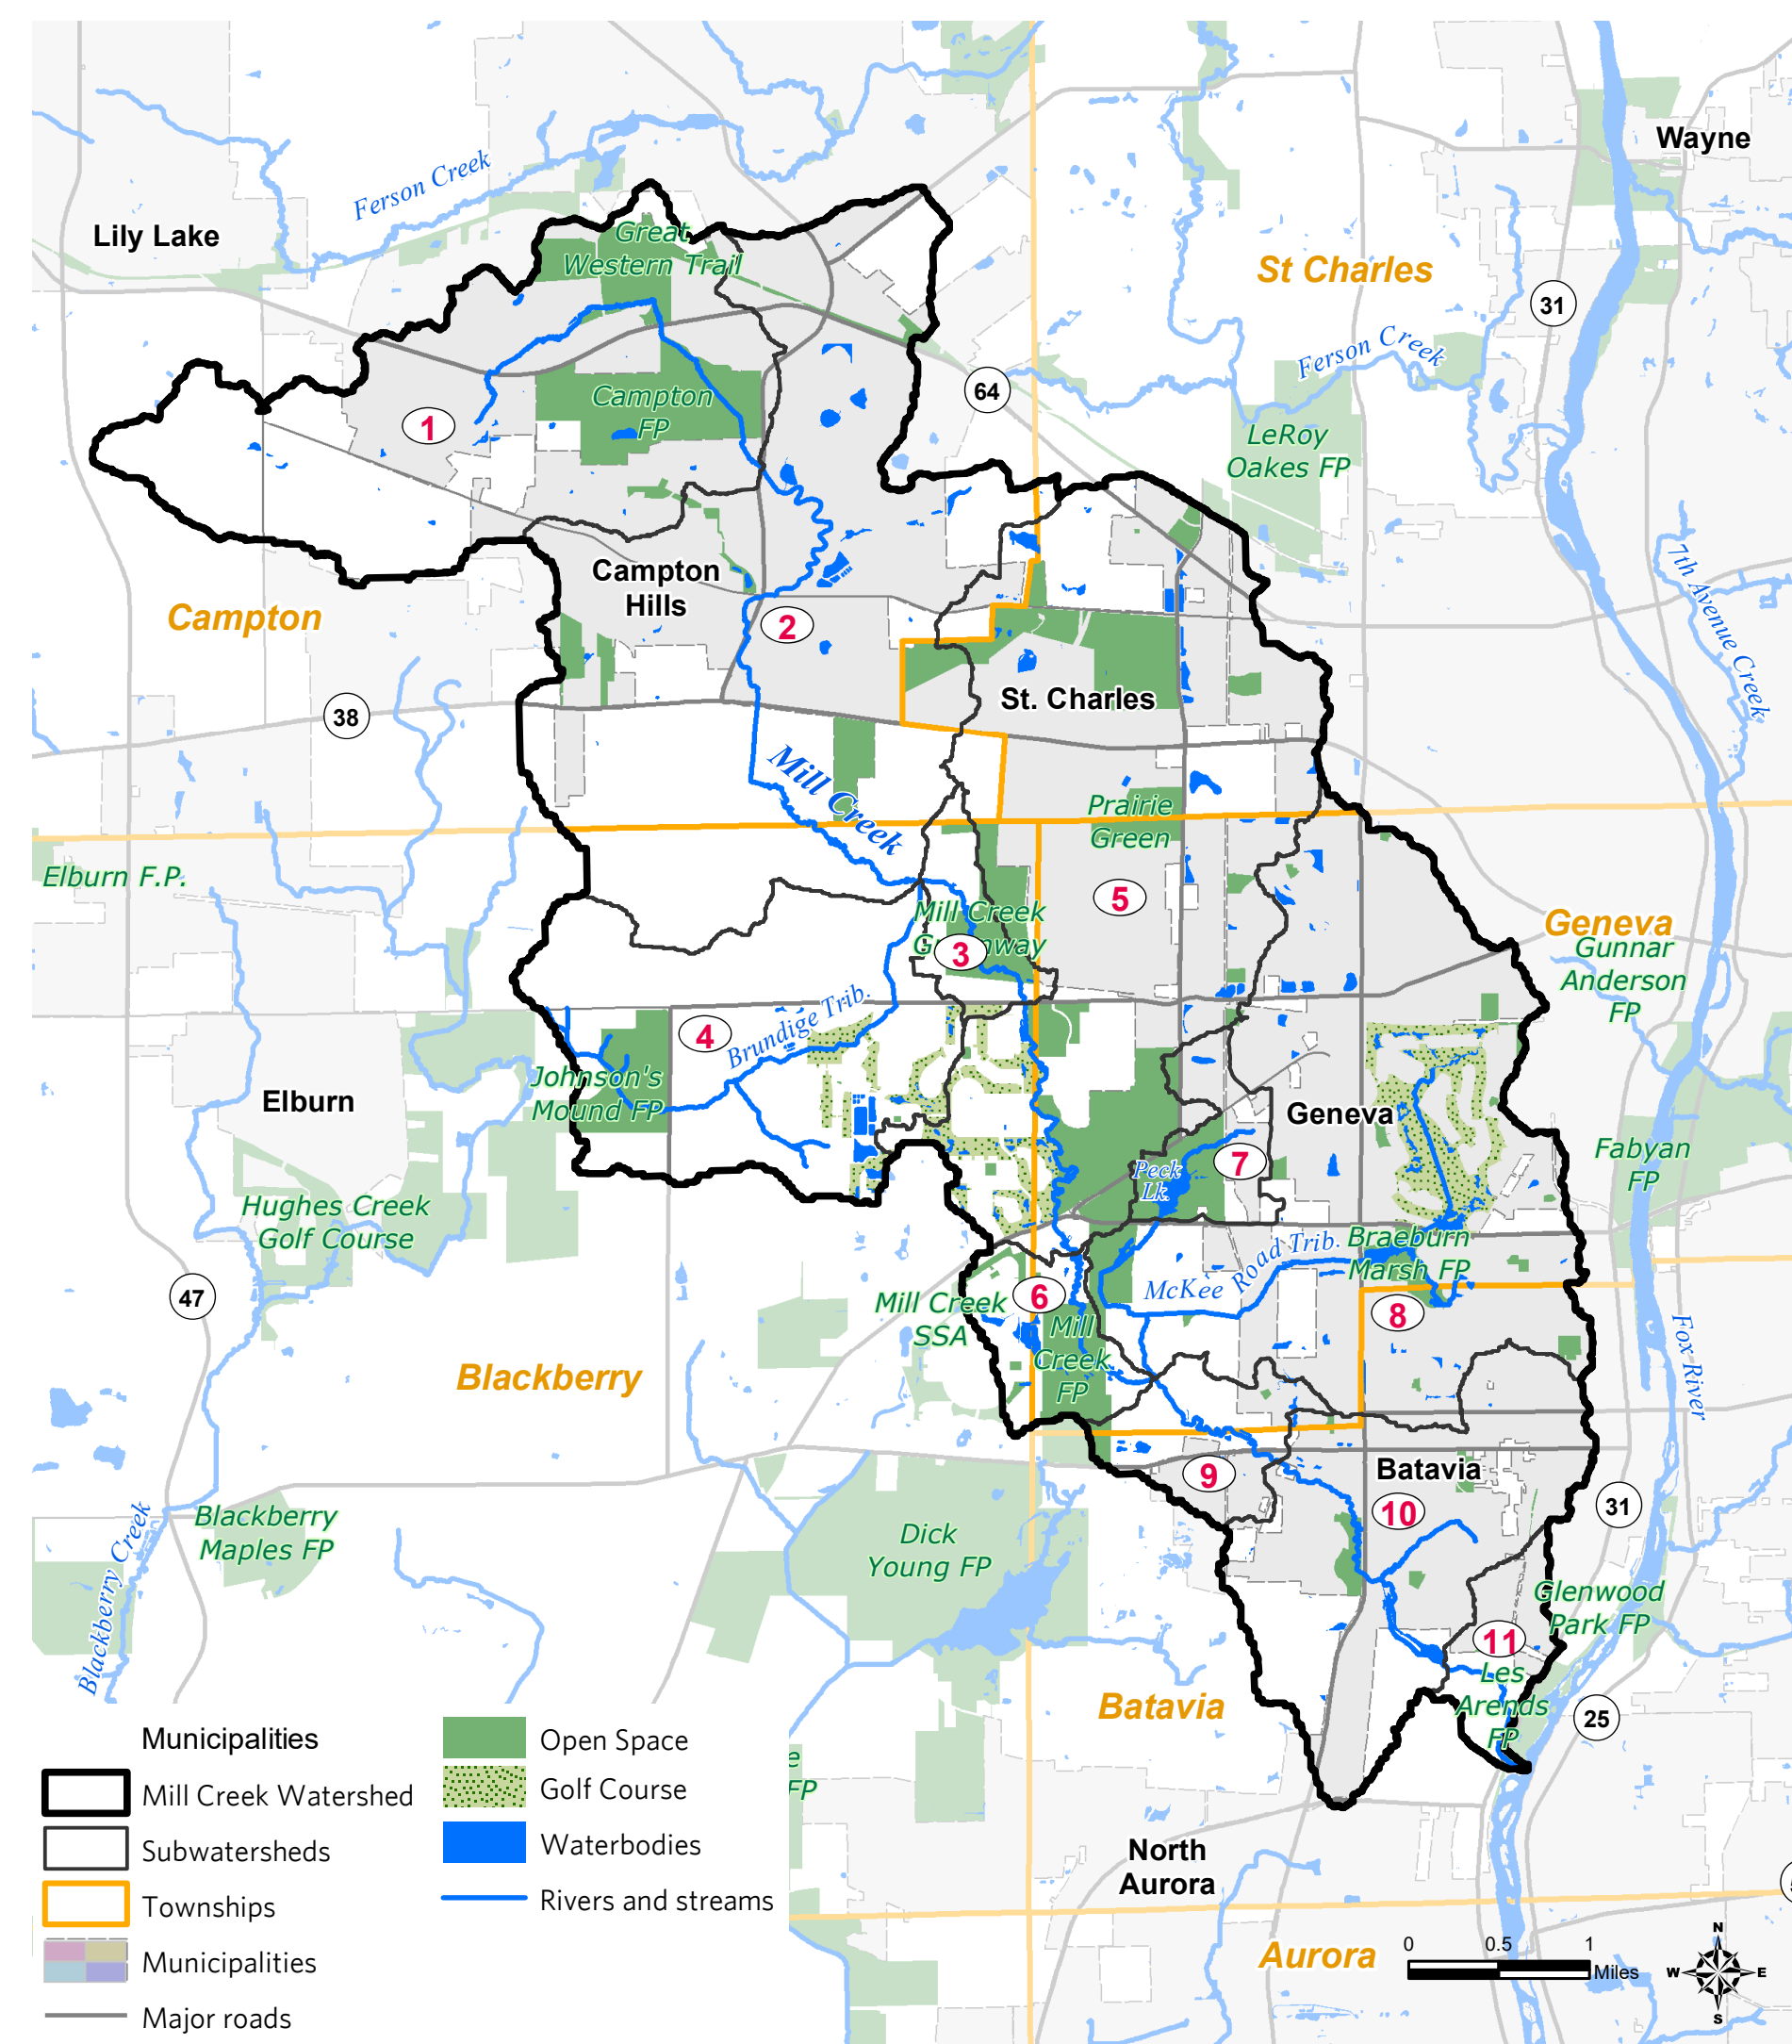 Wayne
Ferson Creek
Lily Lake
Great
Western Trail
St Charles
31
Ferson Creek
64
Campton
FP
1
LeRoy
Oakes FP
7th Avenue Creek
Campton
Hills
Campton
2
St. Charles
38
Mill Creek
Prairie
Green
Elburn F.P.
5
Mill Creek
3
Geneva
Gunnar
Anderson
FP
4
Brundige Trib.
Johnson's
Mound FP
Elburn
Geneva
Fabyan
FP
7
Peck
Lk.
Hughes Creek
Golf Course
Braeburn
Marsh FP
McKee Road Trib.
47
Mill Creek
SSA
6
8
Mill
Creek
FP
Fox River
Blackberry
Batavia
9
10
31
Blackberry
Maples FP
Blackberry Creek
Dick
Young FP
Glenwood
Park FP
11
Les
Arends
FP
Batavia
25
Municipalities
Mill Creek Watershed
Subwatersheds
Townships
Municipalities
Major roads
Open Space
Golf Course
Waterbodies
Rivers and streams
e
FP
North
Aurora
Aurora
0 0.5 1
Miles
N
W E
S